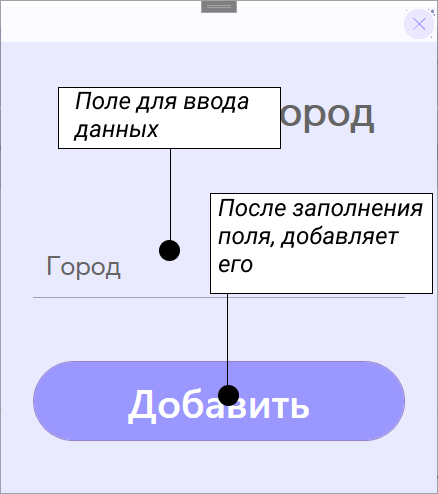 Поле для ввода
данных
ород
После заполнения
поля, добавляет
его
Город
Добавить